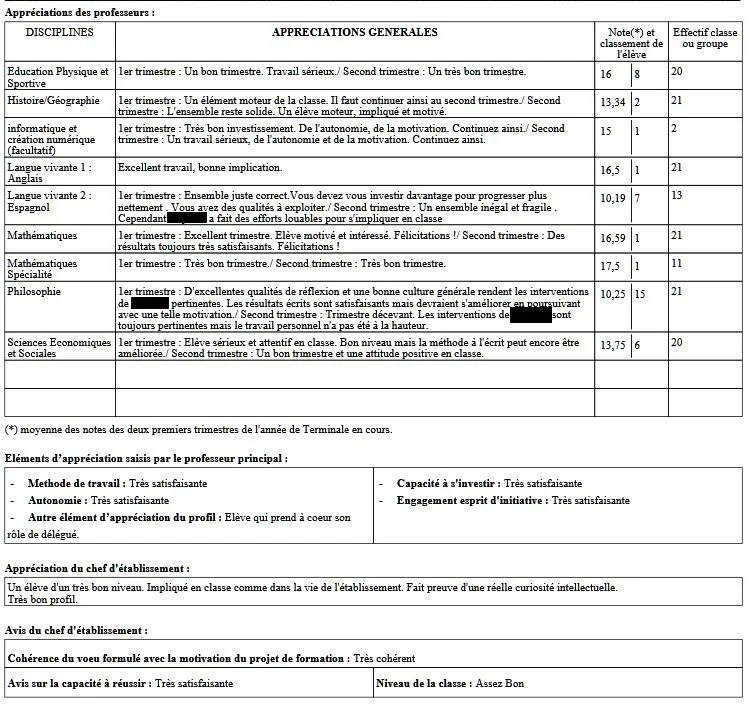 Appréciations des professeurs :
DISCIPLINES
APPRECIATIONS GENERALES
Note(*) et
classement de
l'élève
Effectif classe
ou groupe
Education Physique et
Sportive
1er trimestre : Un bon trimestre. Travail sérieux./ Second trimestre : Un très bon trimestre.
16
8
20
Histoire/Géographie
1er trimestre : Un élément moteur de la classe. Il faut continuer ainsi au second trimestre./ Second
trimestre : L'ensemble reste solide. Un élève moteur, impliqué et motivé.
13,34
2
21
informatique et
création numérique
(facultatif)
1er trimestre : Très bon investissement. De l'autonomie, de la motivation. Continuez ainsi./ Second
trimestre : Un travail sérieux, de l'autonomie et de la motivation. Continuez ainsi.
15
1
2
Langue vivante 1 :
Anglais
Excellent travail, bonne implication.
16,5
1
21
Langue vivante 2 :
Espagnol
1er trimestre : Ensemble juste correct.Vous devez vous investir davantage pour progresser plus
nettement . Vous avez des qualités à exploiter./ Second trimestre : Un ensemble inégal et fragile .
Cependant a fait des efforts louables pour s'impliquer en classe
10,19
7
13
Mathématiques
1er trimestre : Excellent trimestre. Elève motivé et intéressé. Félicitations !/ Second trimestre : Des
résultats toujours très satisfaisants. Félicitations !
16,59
1
21
Mathématiques
Spécialité
1er trimestre : Très bon trimestre./ Second trimestre : Très bon trimestre.
17,5
1
11
Philosophie
1er trimestre : D'excellentes qualités de réflexion et une bonne culture générale rendent les interventions
de pertinentes. Les résultats écrits sont satisfaisants mais devraient s'améliorer en poursuivant
avec une telle motivation./ Second trimestre : Trimestre décevant. Les interventions de sont
toujours pertinentes mais le travail personnel n'a pas été à la hauteur.
10,25
15
21
Sciences Economiques
et Sociales
1er trimestre : Elève sérieux et attentif en classe. Bon niveau mais la méthode à l'écrit peut encore être
améliorée./ Second trimestre : Un bon trimestre et une attitude positive en classe.
13,75
6
20
(*) moyenne des notes des deux premiers trimestres de l'année de Terminale en cours.
Eléments d’appréciation saisis par le professeur principal :
- Methode de travail : Très satisfaisante
- Autonomie : Très satisfaisante
- Autre élément d’appréciation du profil : Elève qui prend à coeur son
rôle de délégué.
- Capacité à s'investir : Très satisfaisante
- Engagement esprit d'initiative : Très satisfaisante
Appréciation du chef d'établissement :
Un élève d'un très bon niveau. Impliqué en classe comme dans la vie de l'établissement. Fait preuve d'une réelle curiosité intellectuelle.
Très bon profil.
Avis du chef d'établissement :
Cohérence du voeu formulé avec la motivation du projet de formation : Très cohérent
Avis sur la capacité à réussir : Très satisfaisante
Niveau de la classe : Assez Bon